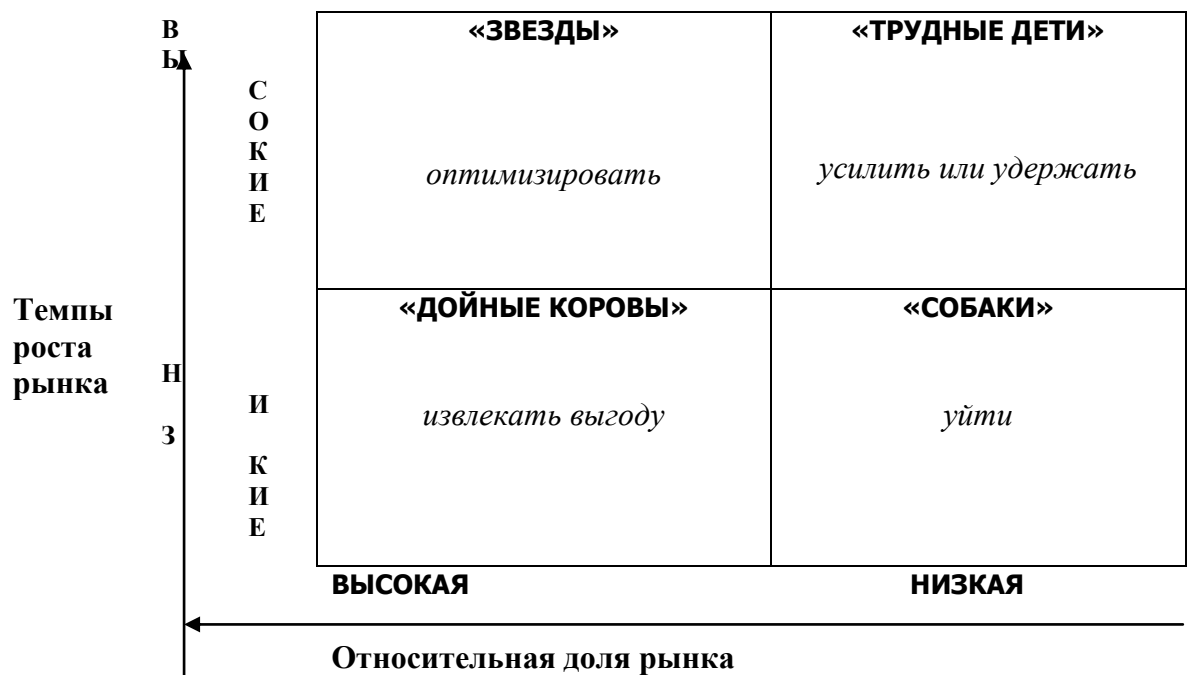 В
Ы
С
О
К
И
Е
«ЗВЕЗДЫ»
оптимизировать
«ТРУДНЫЕ ДЕТИ»
усилить или удержать
Темпы
роста
рынка
Н
И
З
К
И
Е
«ДОЙНЫЕ КОРОВЫ»
извлекать выгоду
«СОБАКИ»
уйти
ВЫСОКАЯ
НИЗКАЯ
Относительная доля рынка